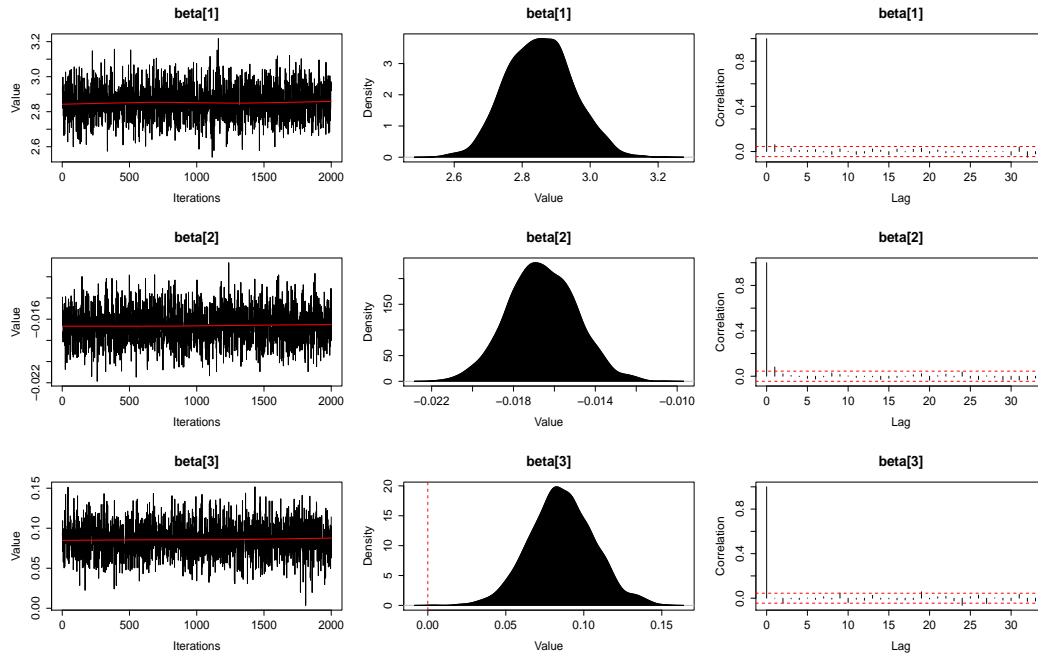 beta[1] beta[1] beta[1]
Value 2.6 2.8 3.0 3.2
Density 0 1 2 3
Correlation 0.0 0.4 0.8
0 500 1000 1500 2000
2.6 2.8 3.0 3.2
0 5 10 15 20 25 30
Iterations Value Lag
beta[2] beta[2] beta[2]
Value −0.022 −0.016
Density 0 50 150
Correlation 0.0 0.4 0.8
0 500 1000 1500 2000
−0.022 −0.018 −0.014 −0.010
0 5 10 15 20 25 30
Iterations Value Lag
beta[3] beta[3] beta[3]
Value 0.00 0.05 0.10 0.15
Density 0 5 10 15 20
Correlation 0.0 0.4 0.8
0 500 1000 1500 2000
0.00 0.05 0.10 0.15
0 5 10 15 20 25 30
Iterations Value Lag